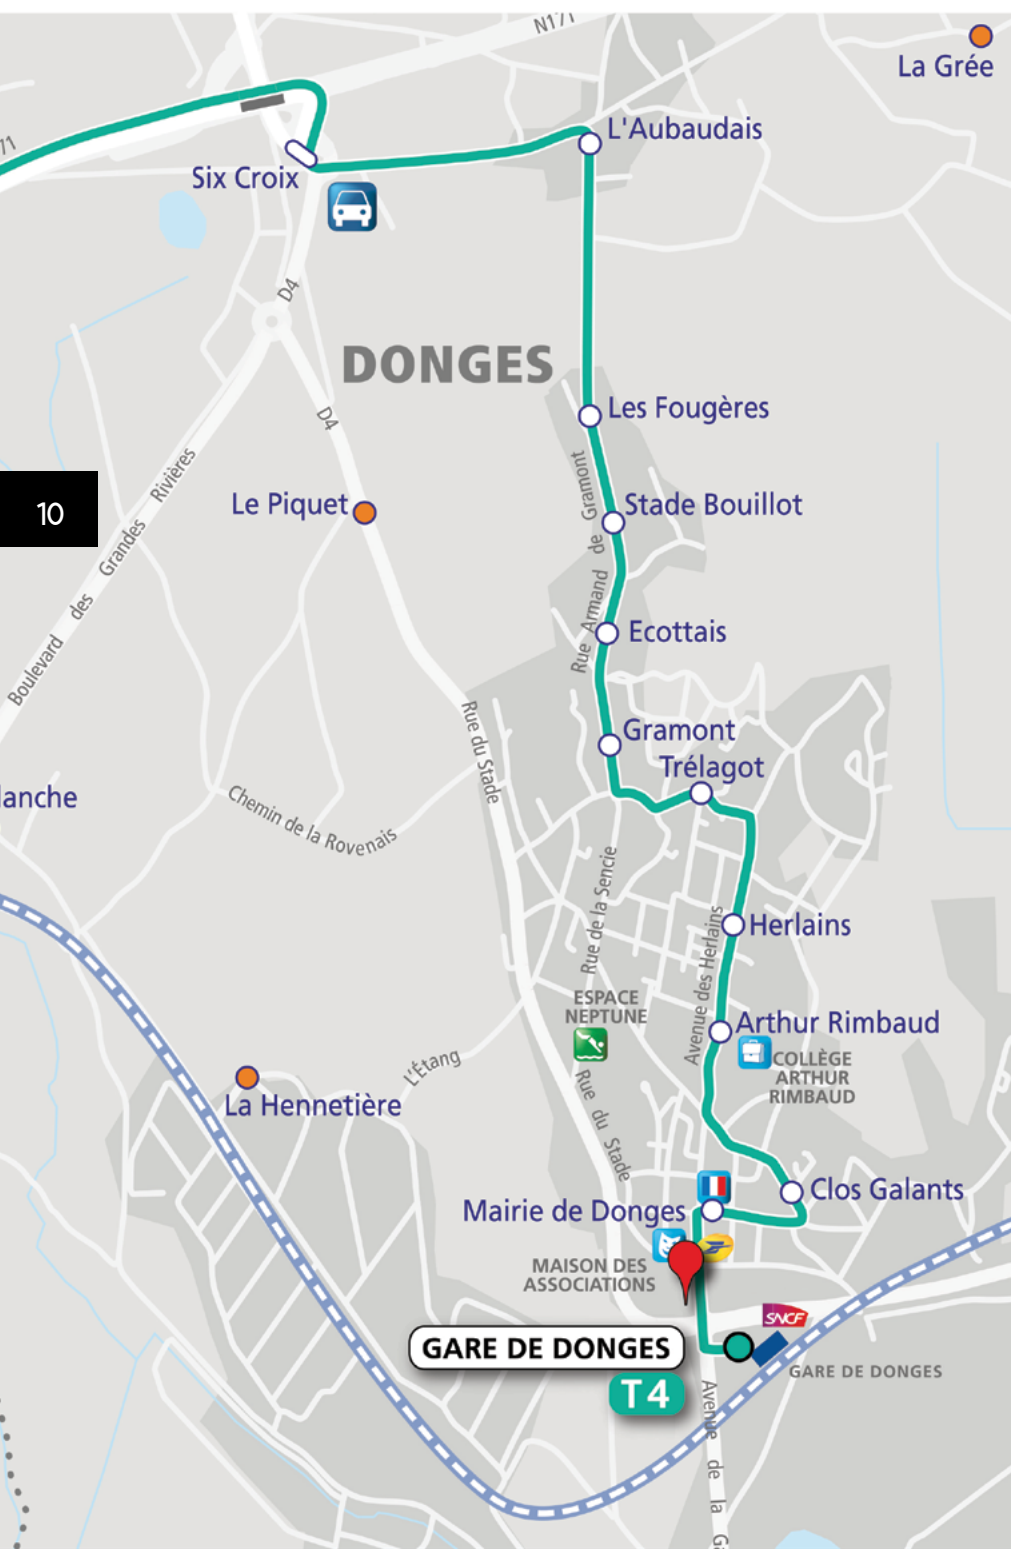 N171
La Grée
L'Aubaudais
71
Six Croix
D4
DONGES
D4
Les Fougères
Boulevard des Grandes Rivières
Rue Armand de Gramont
Le Piquet
10
Stade Bouillot
Ecottais
Rue du Stade
Gramont
Trélagot
lanche
Chemin de la Rovenais
Rue de la Sencie
Avenue des Herlains
Herlains
ESPACE
NEPTUNE
Arthur Rimbaud
COLLÈGE
ARTHUR
RIMBAUD
L'Étang
La Hennetière
Rue du Stade
Clos Galants
Mairie de Donges
MAISON DES
ASSOCIATIONS
SNCF
GARE DE DONGES
GARE DE DONGES
T4
Avenue de la Ga